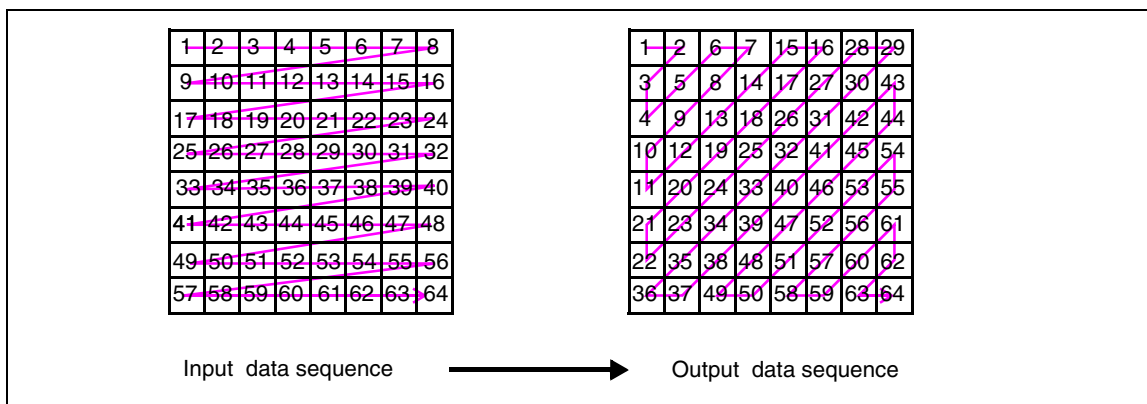 1 2 3 4 5 6 7 8
9 10 11 12 13 14 15 16
17 18 19 20 21 22 23 24
25 26 27 28 29 30 31 32
33 34 35 36 37 38 39 40
41 42 43 44 45 46 47 48
49 50 51 52 53 54 55 56
57 58 59 60 61 62 63 64
1 2 6 7 15 16 28 29
3 5 8 14 17 27 30 43
4 9 13 18 26 31 42 44
10 12 19 25 32 41 45 54
11 20 24 33 40 46 53 55
21 23 34 39 47 52 56 61
22 35 38 48 51 57 60 62
36 37 49 50 58 59 63 64
Input data sequence
Output data sequence